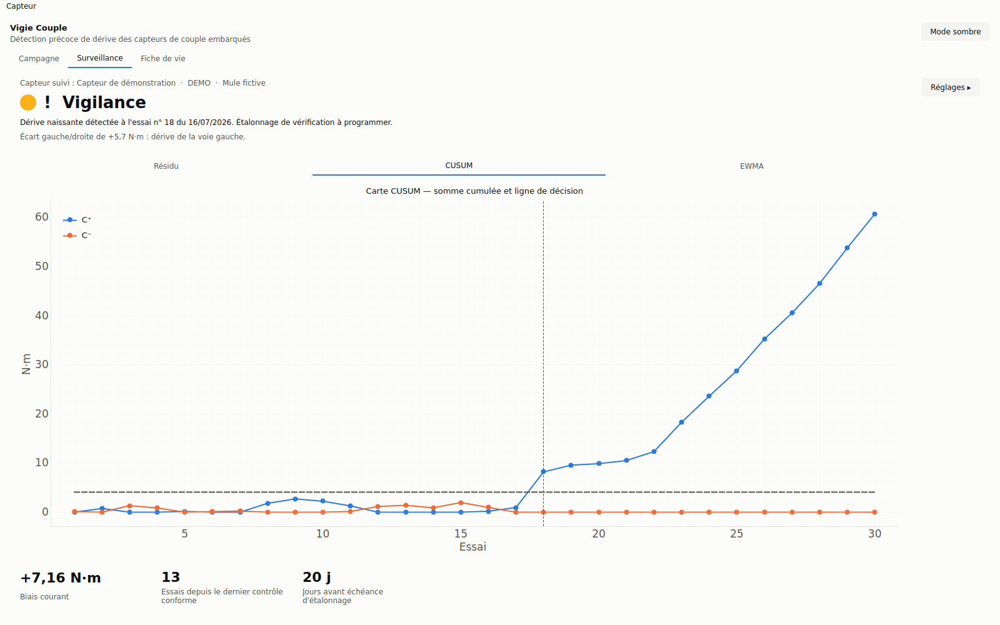 Capteur
Vigie Couple
Détection précoce de dérive des capteurs de couple embarqués
Mode sombre
Campagne
Surveillance
Fiche de vie
Capteur suivi : Capteur de démonstration · DEMO · Mule fictive
Réglages ▸
! Vigilance
Dérive naissante détectée à l'essai n° 18 du 16/07/2026. Étalonnage de vérification à programmer.
Écart gauche/droite de +5,7 N·m : dérive de la voie gauche.
Résidu
CUSUM
EWMA
Carte CUSUM — somme cumulée et ligne de décision
C⁺
C⁻
60
50
40
30
20
10
0
N·m
5
10
15
20
25
30
Essai
+7,16 N·m
Biais courant
13
Essais depuis le dernier contrôle
conforme
20 j
Jours avant échéance
d'étalonnage